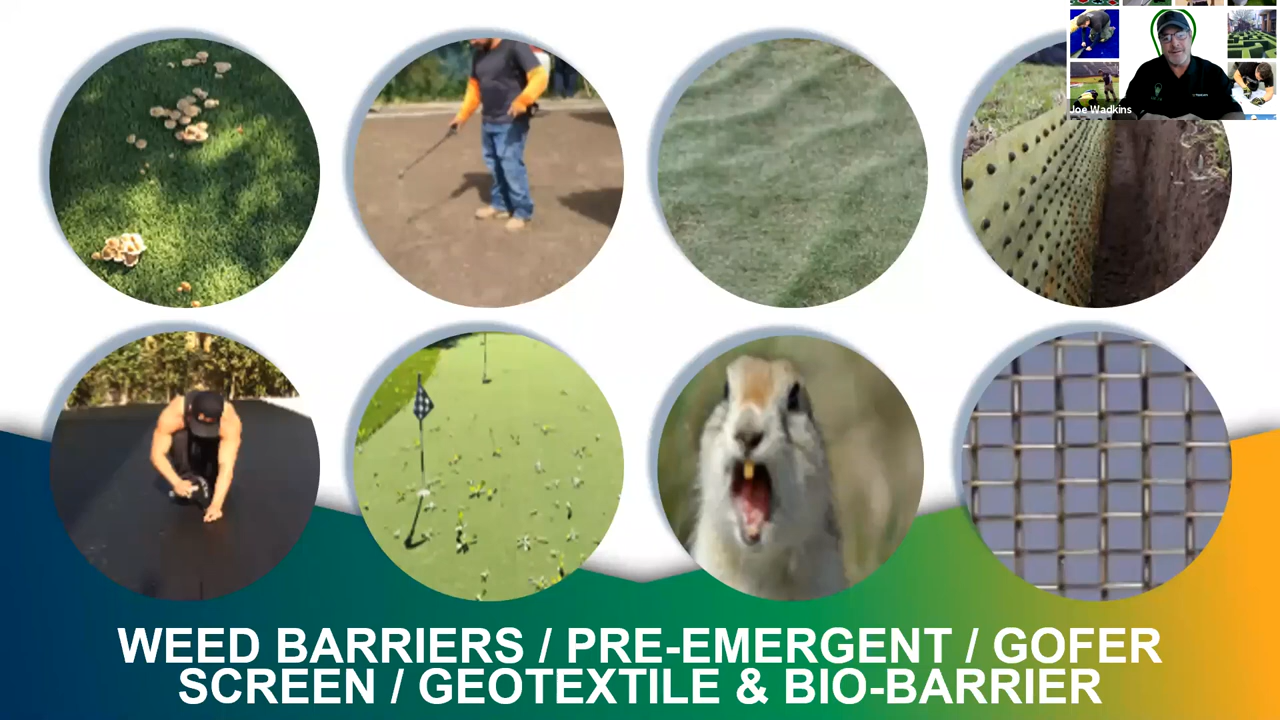 Joe Wadkins
WEED BARRIERS / PRE-EMERGENT / GOFER
SCREEN / GEOTEXTILE & BIO-BARRIER